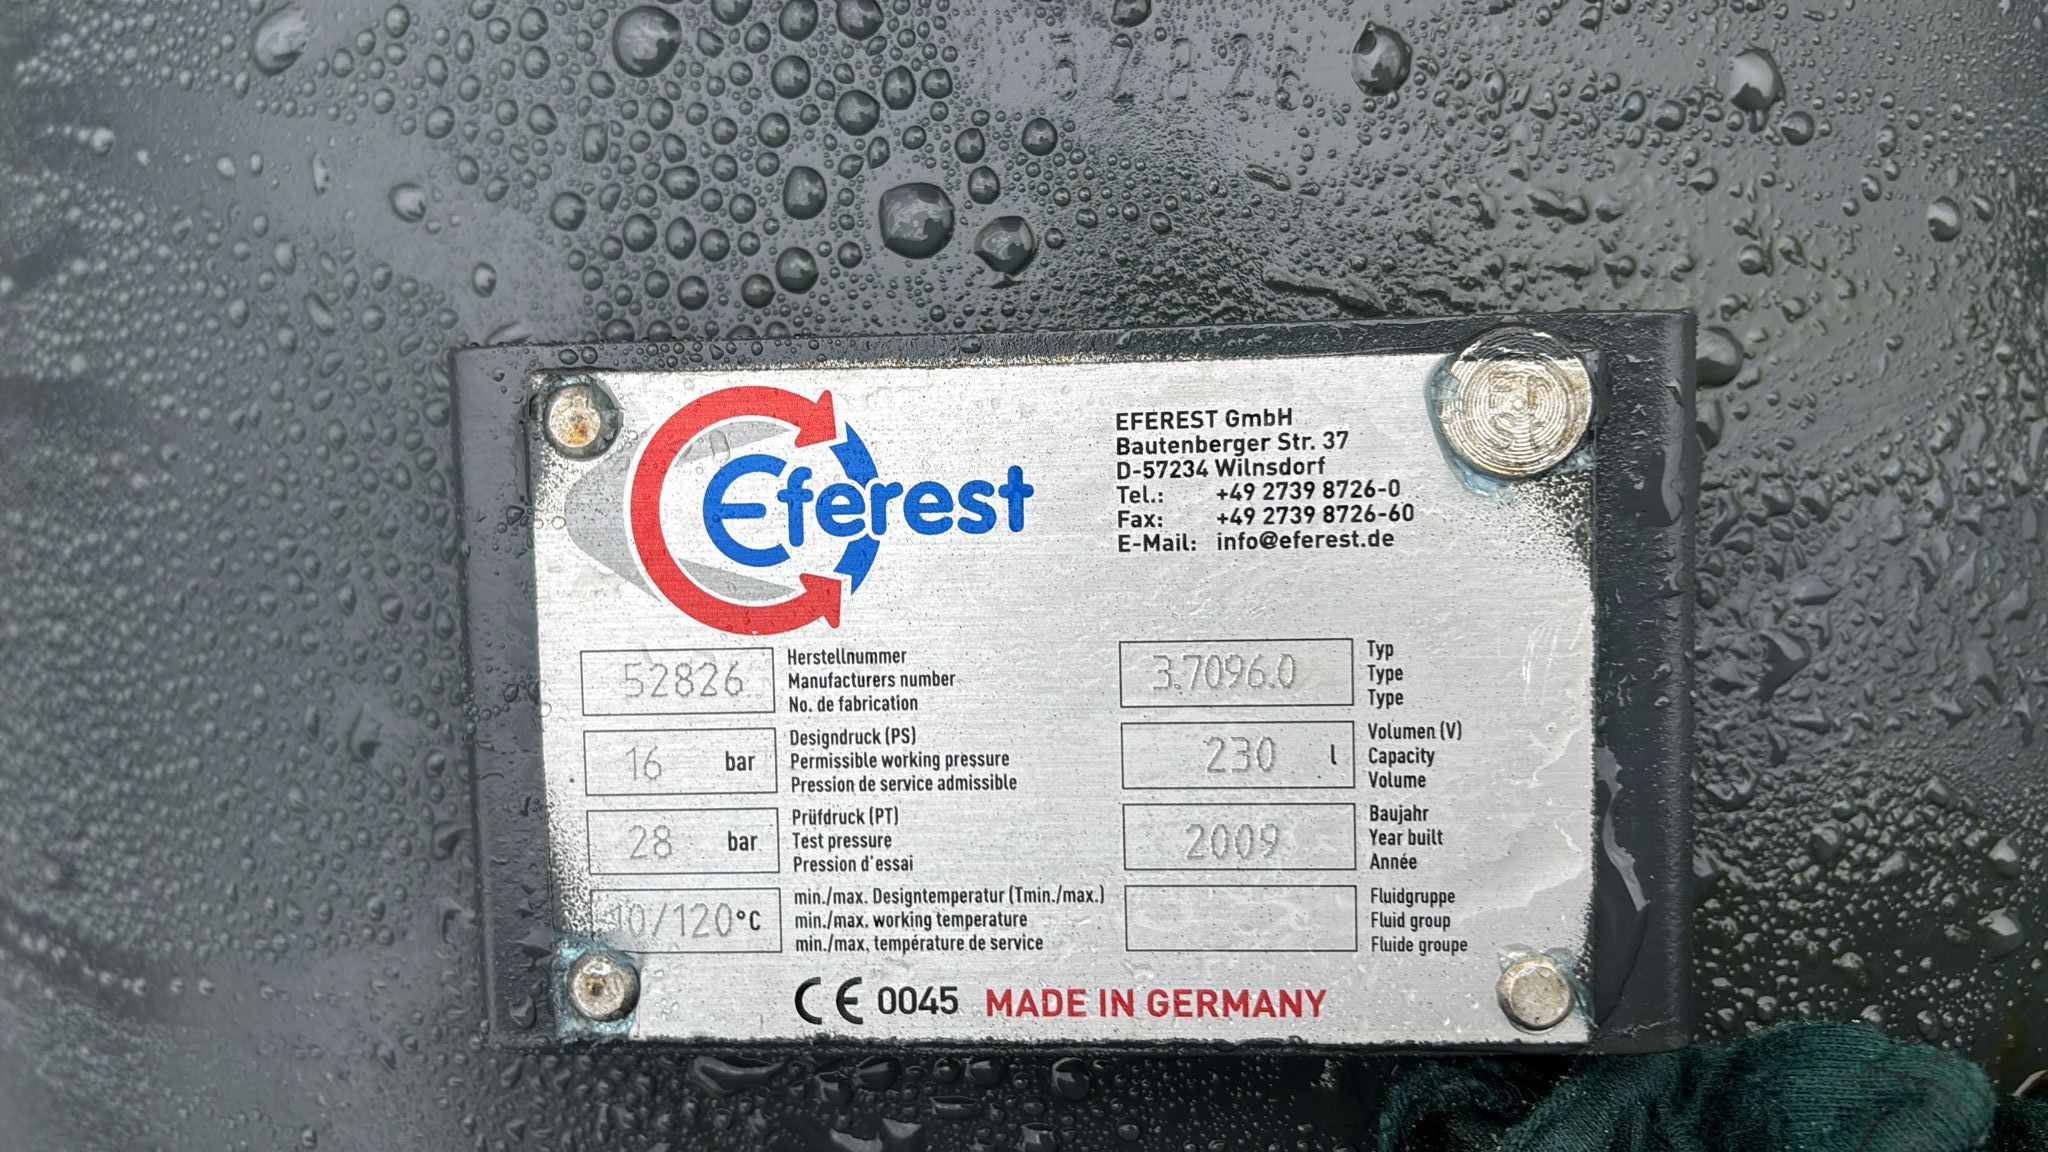 52826
Eferest
EFEREST GmbH
Bautenberger Str. 37
D-57234 Wilnsdorf
Tel.: +49 2739 8726-0
Fax: +49 2739 8726-60
E-Mail: info@eferest.de
52826 Herstellnummer
Manufacturers number
No. de fabrication
3.7096.0 Typ
Type
Type
16 bar Designdruck (PS)
Permissible working pressure
Pression de service admissible
230 l Volumen (V)
Capacity
Volume
28 bar Prüfdruck (PT)
Test pressure
Pression d'essai
2009 Baujahr
Year built
Année
10/120°C min./max. Designtemperatur (Tmin./max.)
min./max. working temperature
min./max. température de service
Fluidgruppe
Fluid group
Fluide groupe
CE 0045 MADE IN GERMANY